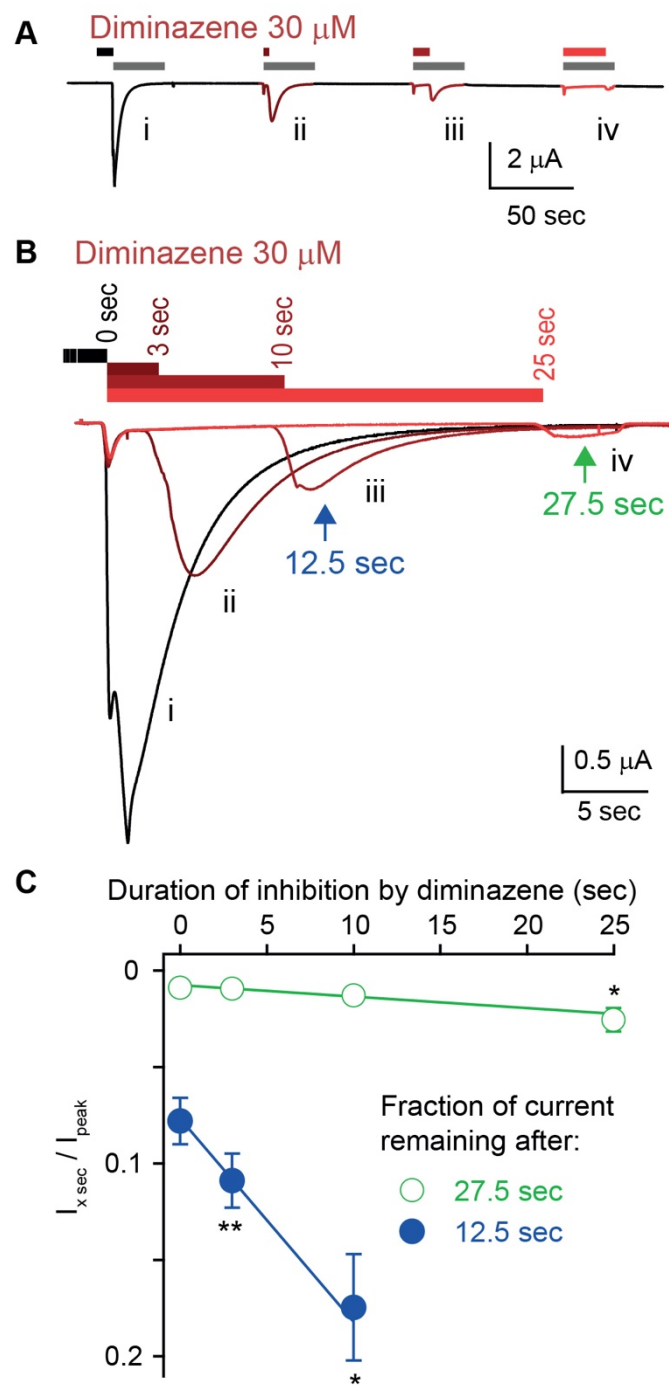 A
Diminazene 30 μM
i
ii
iii
iv
2 μA
50 sec
B
Diminazene 30 μM
0 sec
3 sec
10 sec
25 sec
iv
iii
27.5 sec
12.5 sec
ii
i
0.5 μA
5 sec
C
Duration of inhibition by diminazene (sec)
0 5 10 15 20 25
0
*
Fraction of current
remaining after:
27.5 sec
12.5 sec
0.1
**
I x sec / I peak
0.2
*